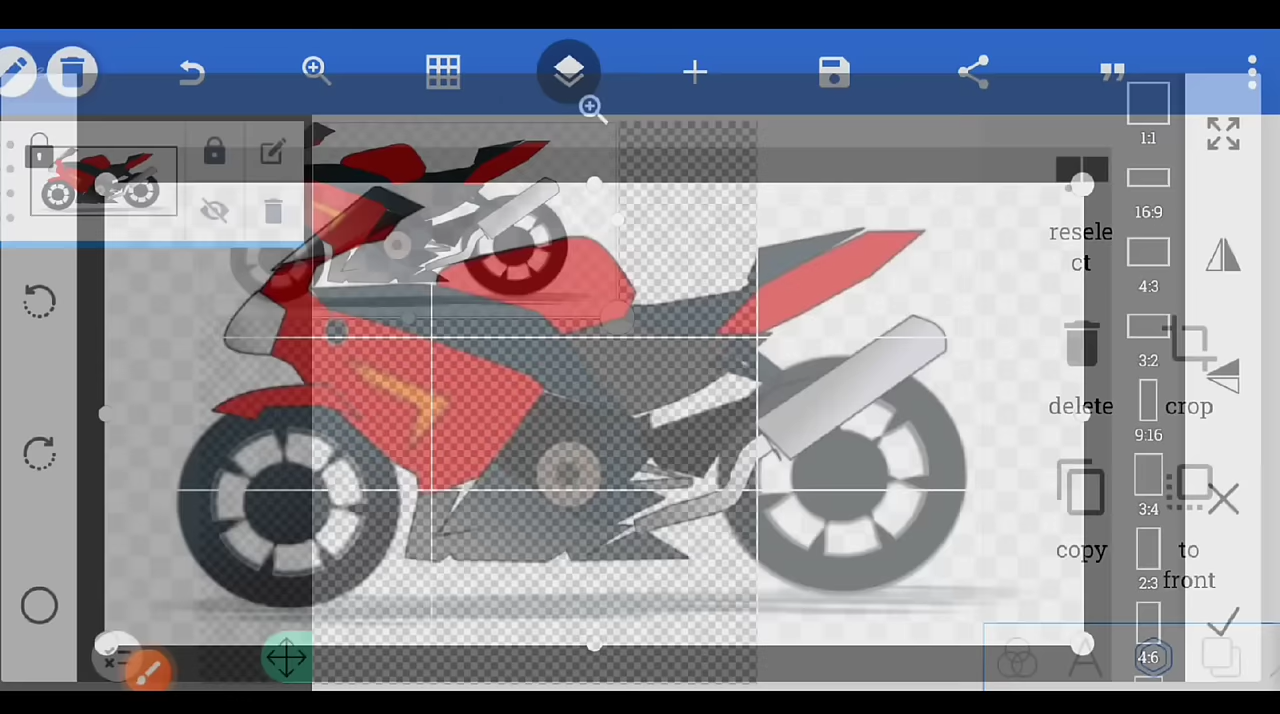 1:1
16:9
4:3
3:2
9:16
3:4
2:3
4:6
resele
ct
delete
crop
copy
to
front